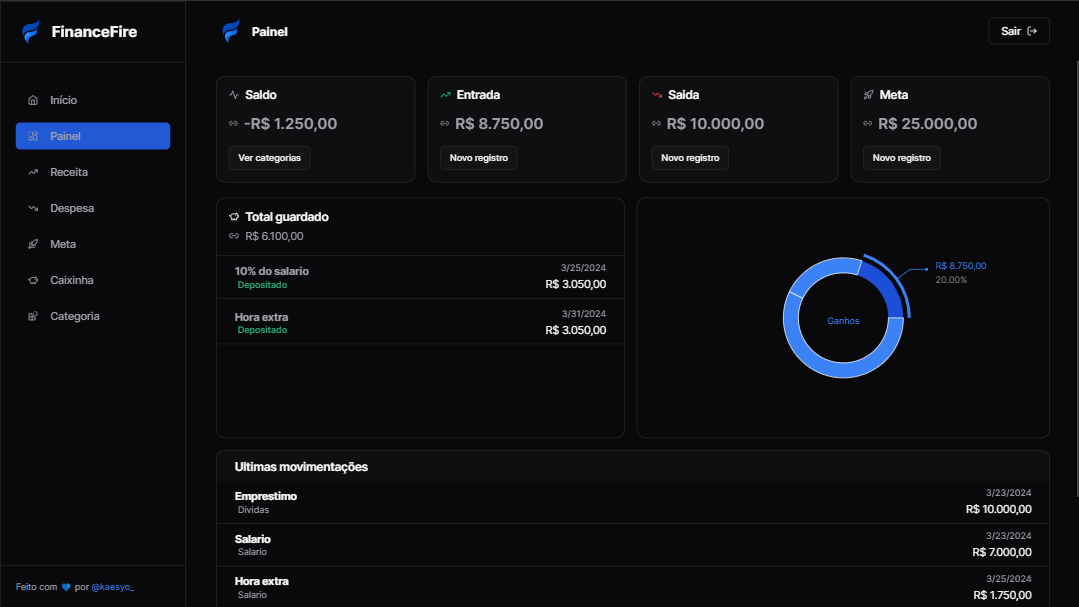 FinanceFire
Painel
Sair
Início
Painel
Receita
Despesa
Meta
Caixinha
Categoria
Saldo
-R$ 1.250,00
Ver categorias
Entrada
R$ 8.750,00
Novo registro
Saida
R$ 10.000,00
Novo registro
Meta
R$ 25.000,00
Novo registro
Total guardado
R$ 6.100,00
10% do salario 3/25/2024
Depositado R$ 3.050,00
Hora extra 3/31/2024
Depositado R$ 3.050,00
R$ 8.750,00
20.00%
Ganhos
Ultimas movimentações
Emprestimo 3/23/2024
Dividas R$ 10.000,00
Salario 3/23/2024
Salario R$ 7.000,00
Hora extra 3/25/2024
Salario R$ 1.750,00
Feito com 💙 por @kaesyo_